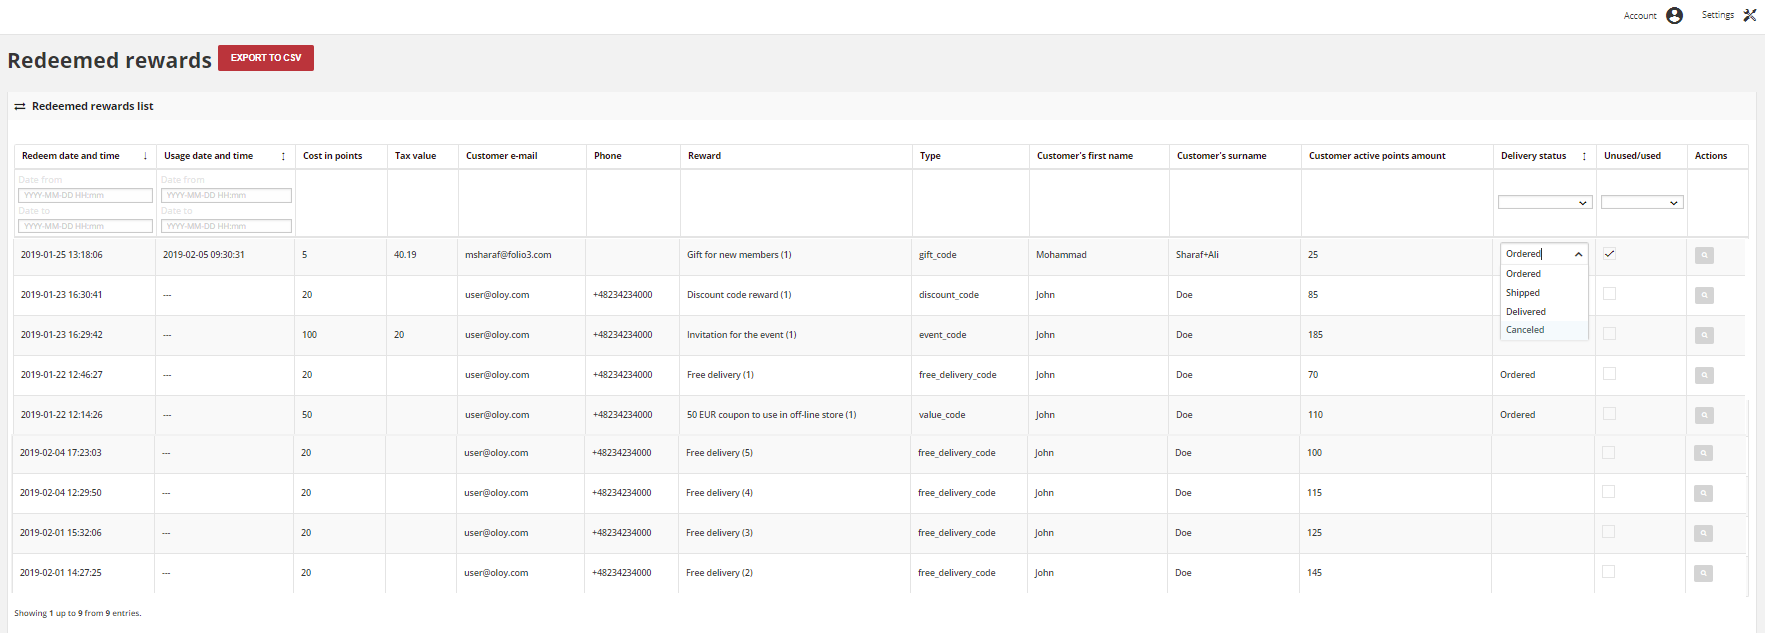 Account Settings
Redeemed rewards EXPORT TO CSV
Redeemed rewards list
Redeem date and time Usage date and time Cost in points Tax value Customer e-mail Phone Reward Type Customer's first name Customer's surname Customer active points amount Delivery status Unused/used Actions
Date from Date from
YYYY-MM-DD HH:mm YYYY-MM-DD HH:mm
Date to Date to
YYYY-MM-DD HH:mm YYYY-MM-DD HH:mm
2019-01-25 13:18:06 2019-02-05 09:30:31 5 40.19 msharaf@folio3.com Gift for new members (1) gift_code Mohammad Sharaf+Ali 25 Ordered
Ordered
2019-01-23 16:30:41 --- 20 user@oloy.com +48234234000 Discount code reward (1) discount_code John Doe 85 Shipped
Delivered
2019-01-23 16:29:42 --- 100 20 user@oloy.com +48234234000 Invitation for the event (1) event_code John Doe 185 Canceled
2019-01-22 12:46:27 --- 20 user@oloy.com +48234234000 Free delivery (1) free_delivery_code John Doe 70 Ordered
2019-01-22 12:14:26 --- 50 user@oloy.com +48234234000 50 EUR coupon to use in off-line store (1) value_code John Doe 110 Ordered
2019-02-04 17:23:03 --- 20 user@oloy.com +48234234000 Free delivery (5) free_delivery_code John Doe 100
2019-02-04 12:29:50 --- 20 user@oloy.com +48234234000 Free delivery (4) free_delivery_code John Doe 115
2019-02-01 15:32:06 --- 20 user@oloy.com +48234234000 Free delivery (3) free_delivery_code John Doe 125
2019-02-01 14:27:25 --- 20 user@oloy.com +48234234000 Free delivery (2) free_delivery_code John Doe 145
Showing 1 up to 9 from 9 entries.